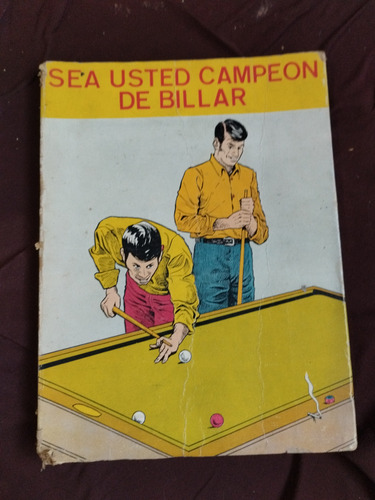 SEA USTED CAMPEON
DE BILLAR